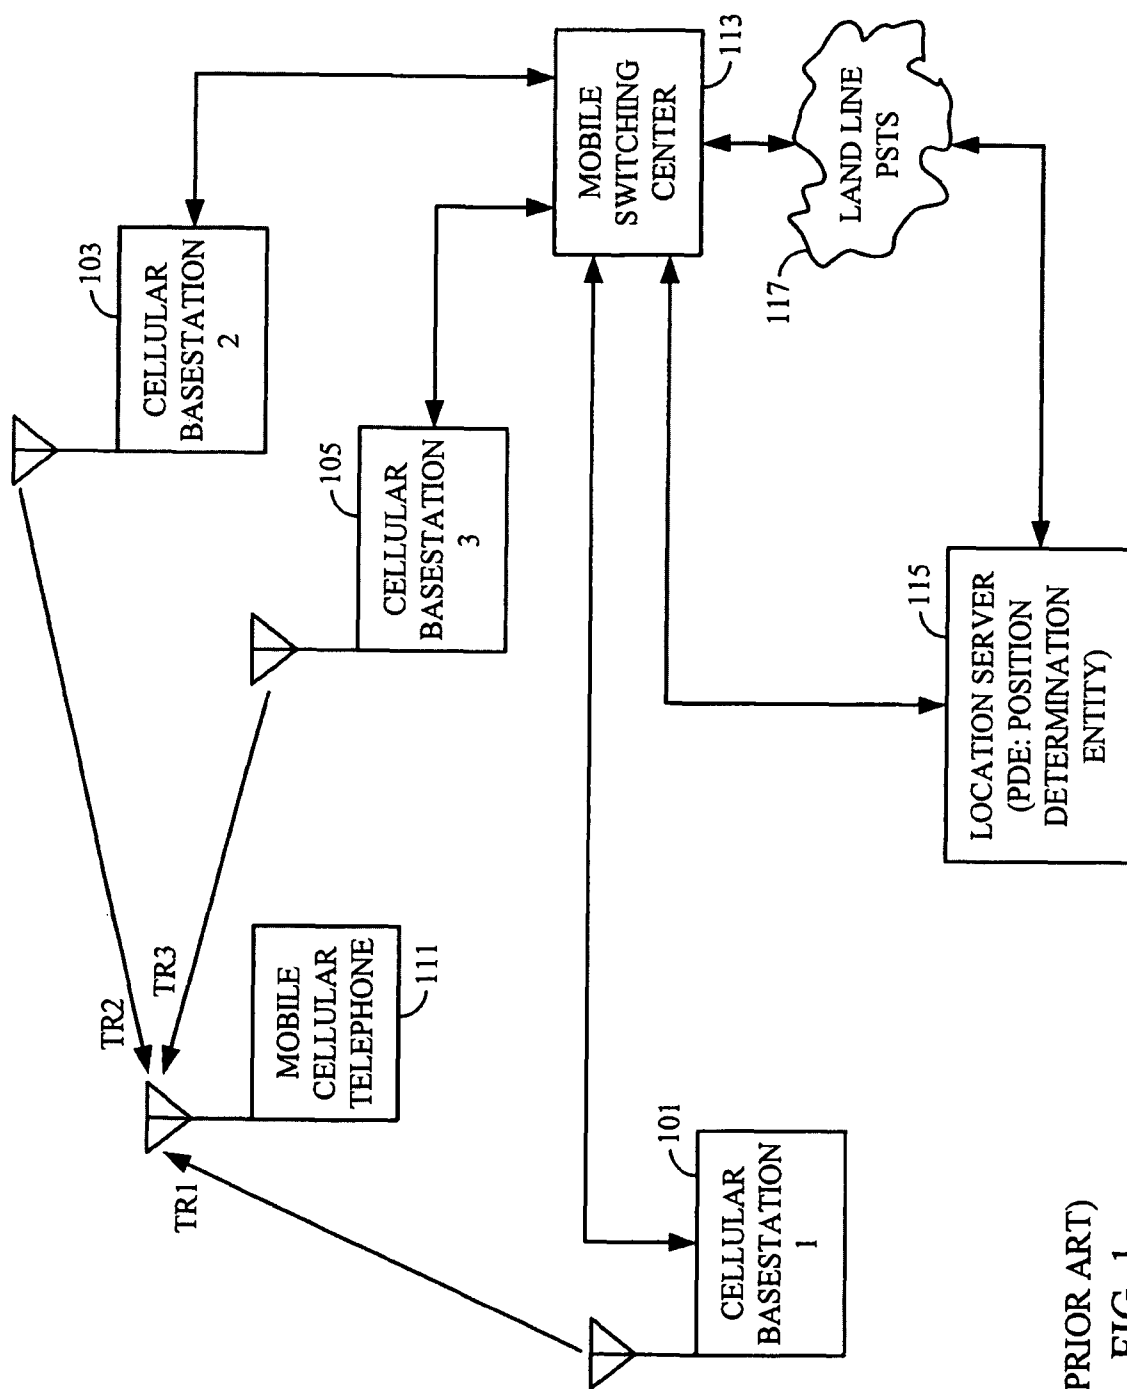 TR2
TR3
TR1
MOBILE
CELLULAR
TELEPHONE
111
CELLULAR
BASESTATION
2
103
CELLULAR
BASESTATION
3
105
CELLULAR
BASESTATION
1
101
MOBILE
SWITCHING
CENTER
113
LAND LINE
PSTS
117
LOCATION SERVER
(PDE: POSITION
DETERMINATION
ENTITY)
115
PRIOR ART)
FIG. 1